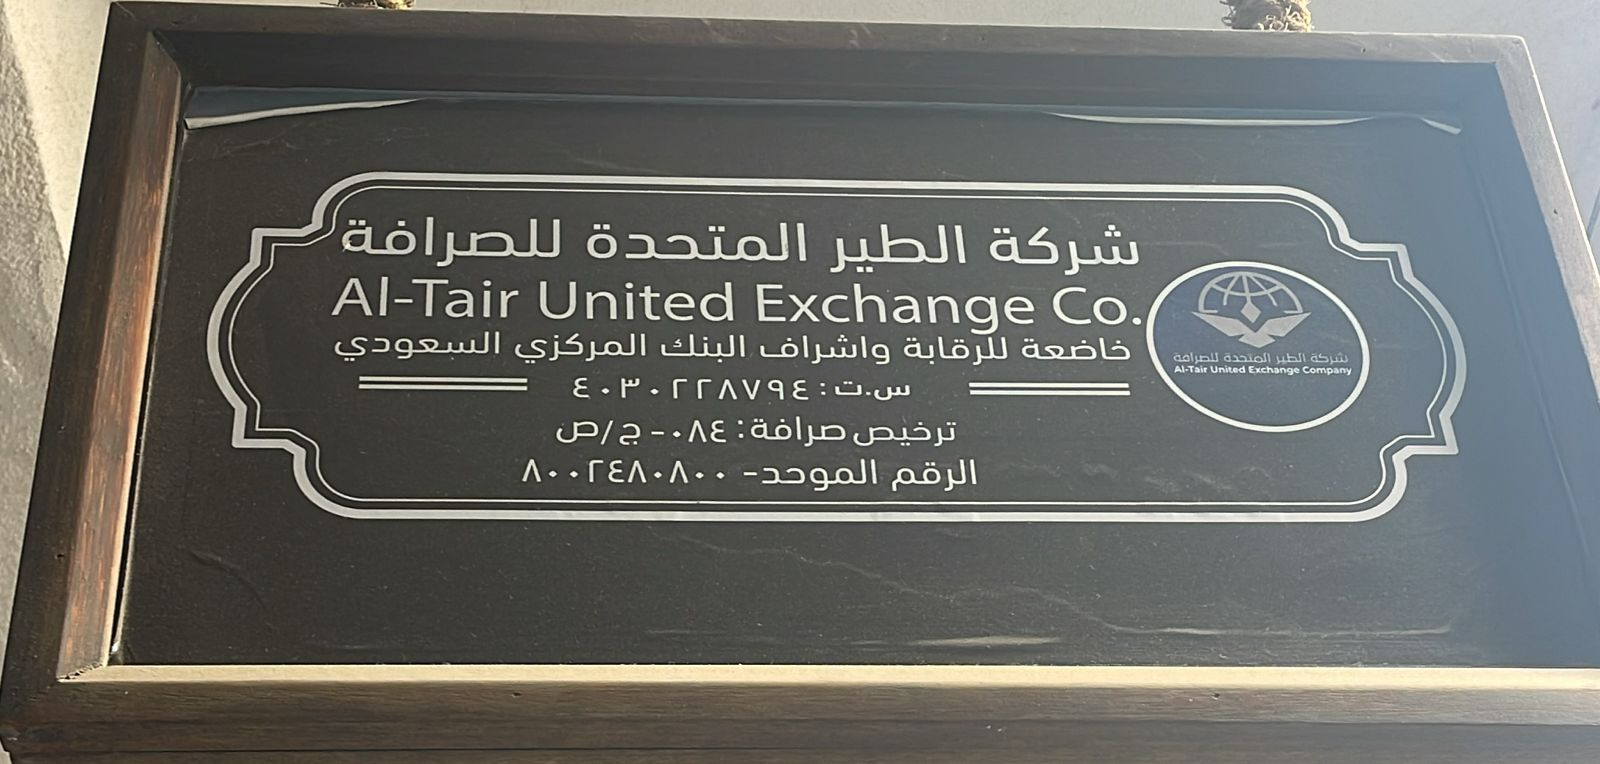 شركة الطير المتحدة للصرافة
Al-Tair United Exchange Co.
خاضعة للرقابة واشراف البنك المركزي السعودي
س.ت: ٤٠٣٠٢٢٨٧٩٤
ترخيص صرافة: ٠٨٤- ج/ص
الرقم الموحد- ٨٠٠٢٤٨٠٨٠٠
شركة الطير المتحدة للصرافة
Al-Tair United Exchange Company